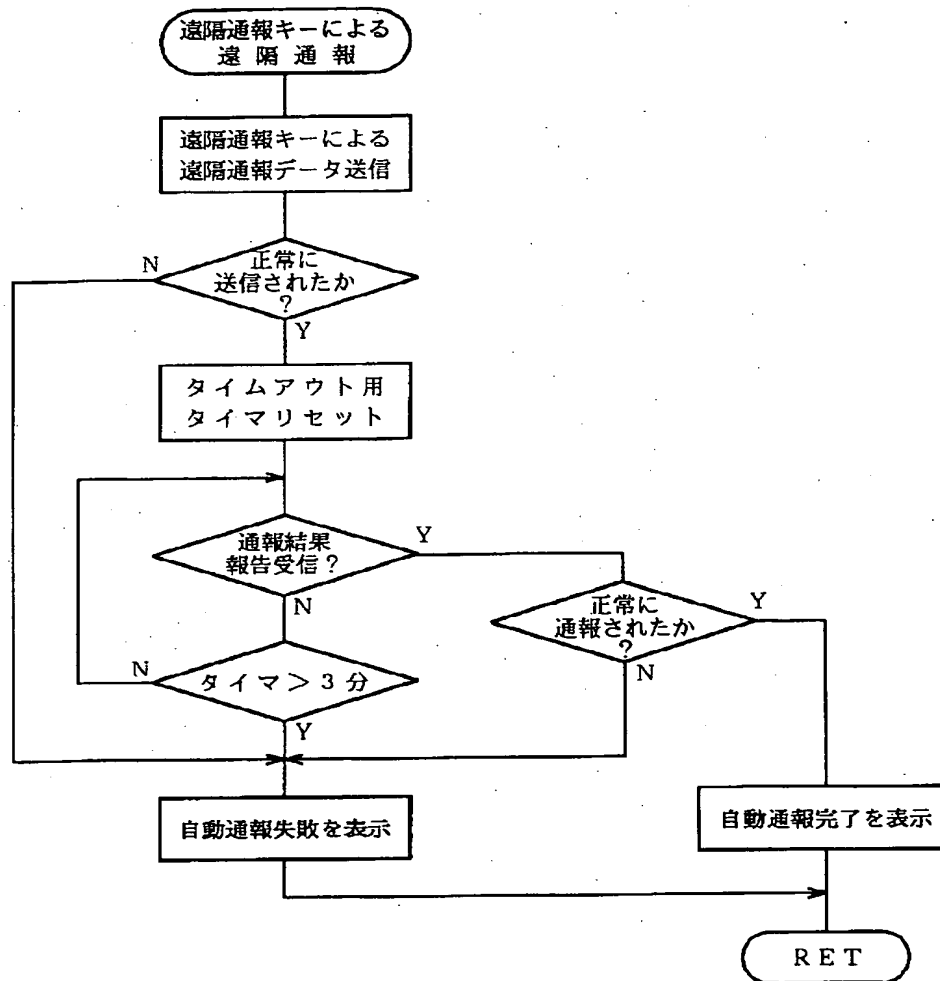 遠隔通報キーによる
遠隔通報
遠隔通報キーによる
遠隔通報データ送信
正常に
送信されたか
?
N
Y
タイムアウト用
タイマリセット
通報結果
報告受信?
Y
N
正常に
通報されたか
?
Y
N
タイマ>3分
N
Y
自動通報失敗を表示
自動通報完了を表示
RET